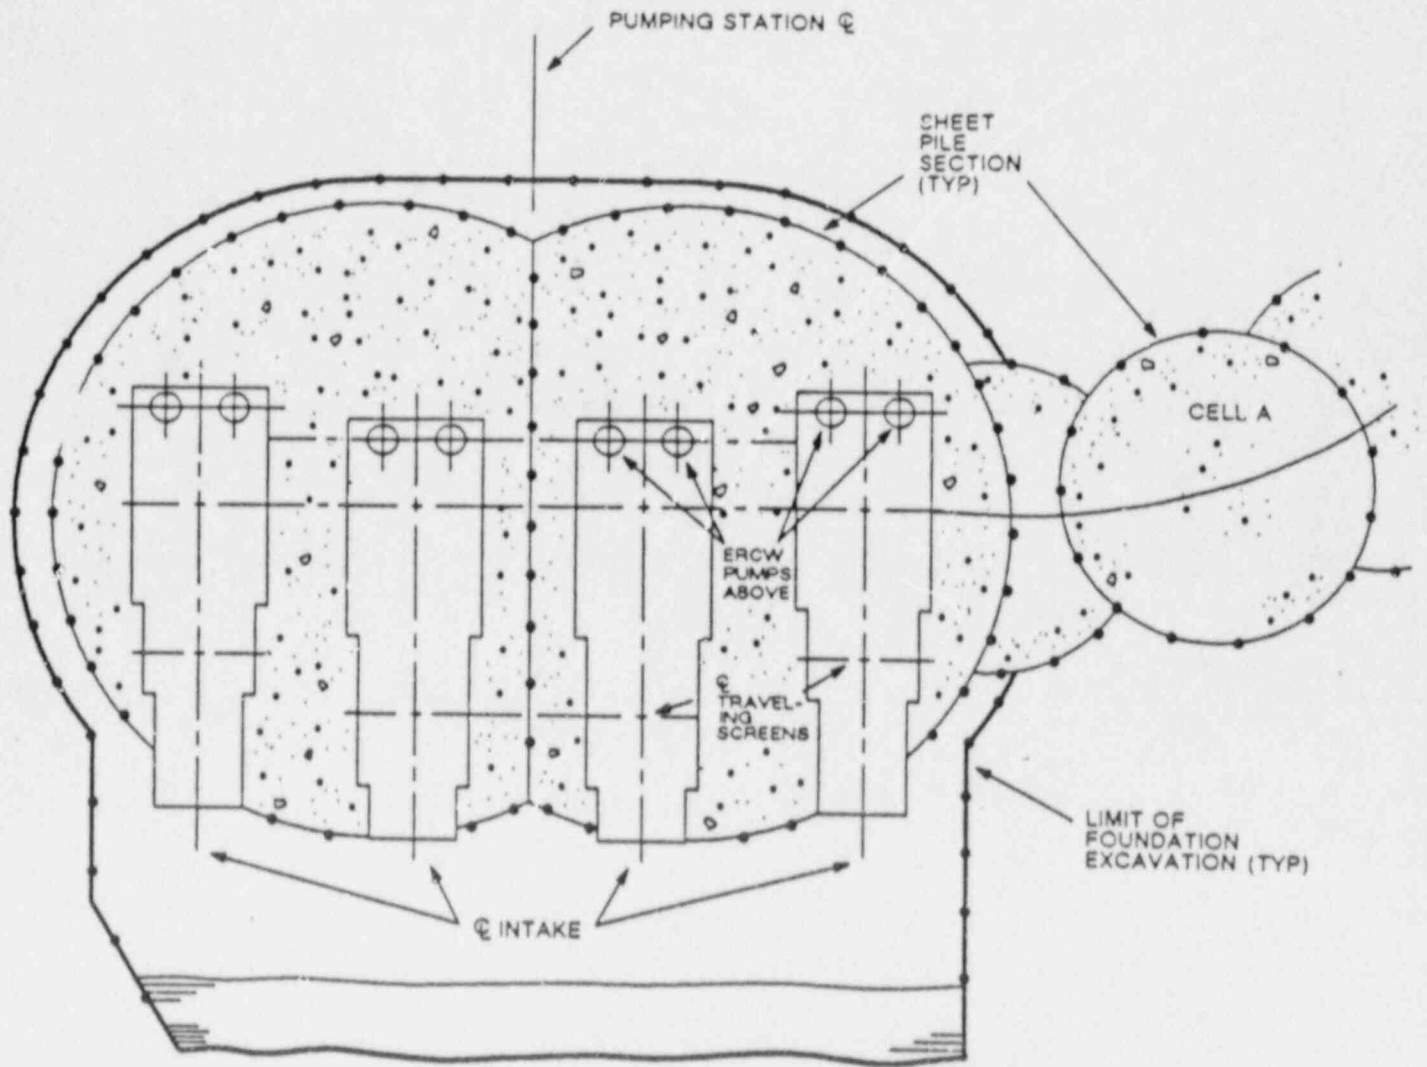 PUMPING STATION ℄
SHEET
PILE
SECTION
(TYP)
CELL A
ERCW
PUMPS
ABOVE
℄
TRAVEL-
ING
SCREENS
LIMIT OF
FOUNDATION
EXCAVATION (TYP)
℄ INTAKE